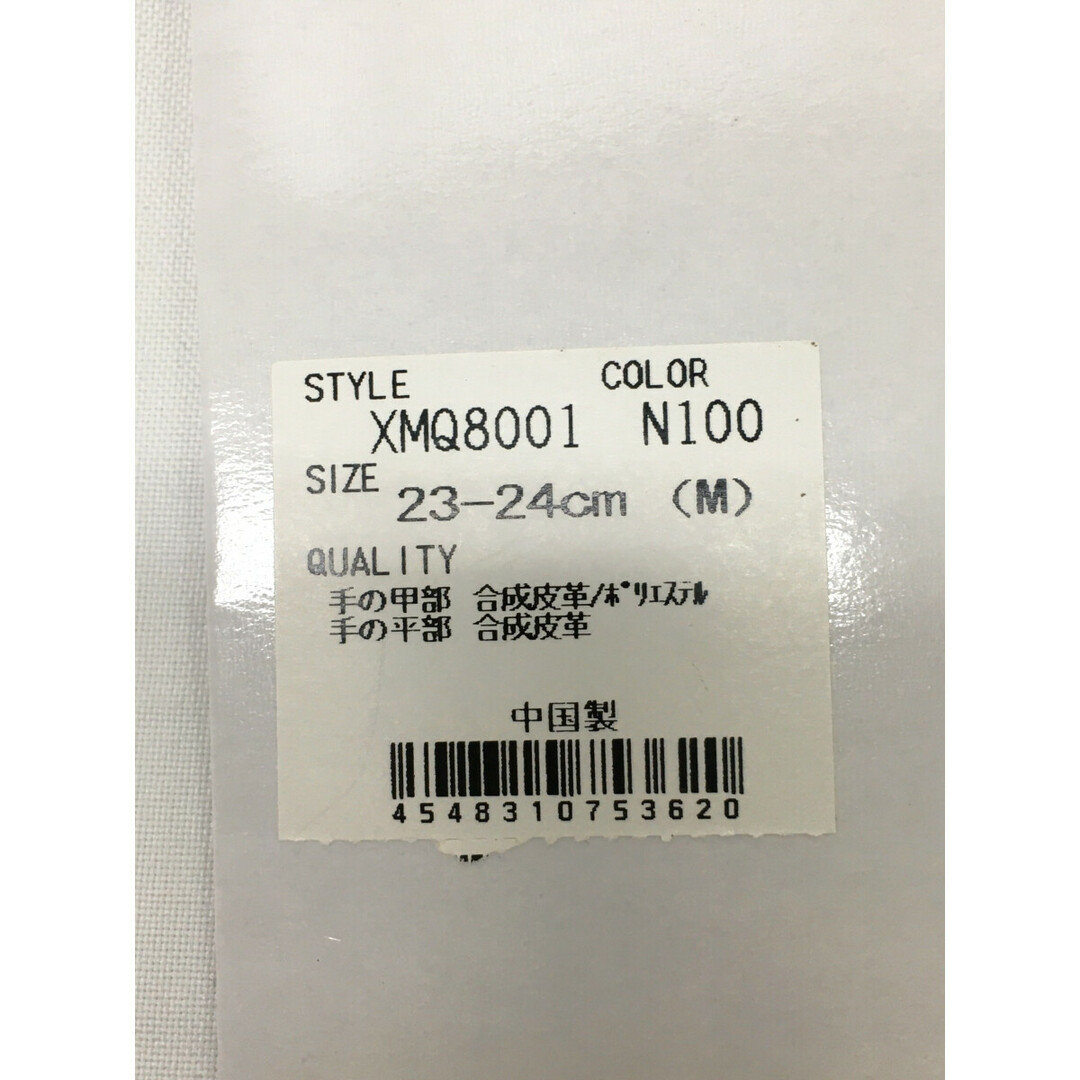 STYLE COLOR
XMQ8001 N100
SIZE 23-24cm (M)
QUALITY
手の甲部 合成皮革/ﾎﾟﾘｴｽﾃﾙ
手の平部 合成皮革
中国製
4548310753620